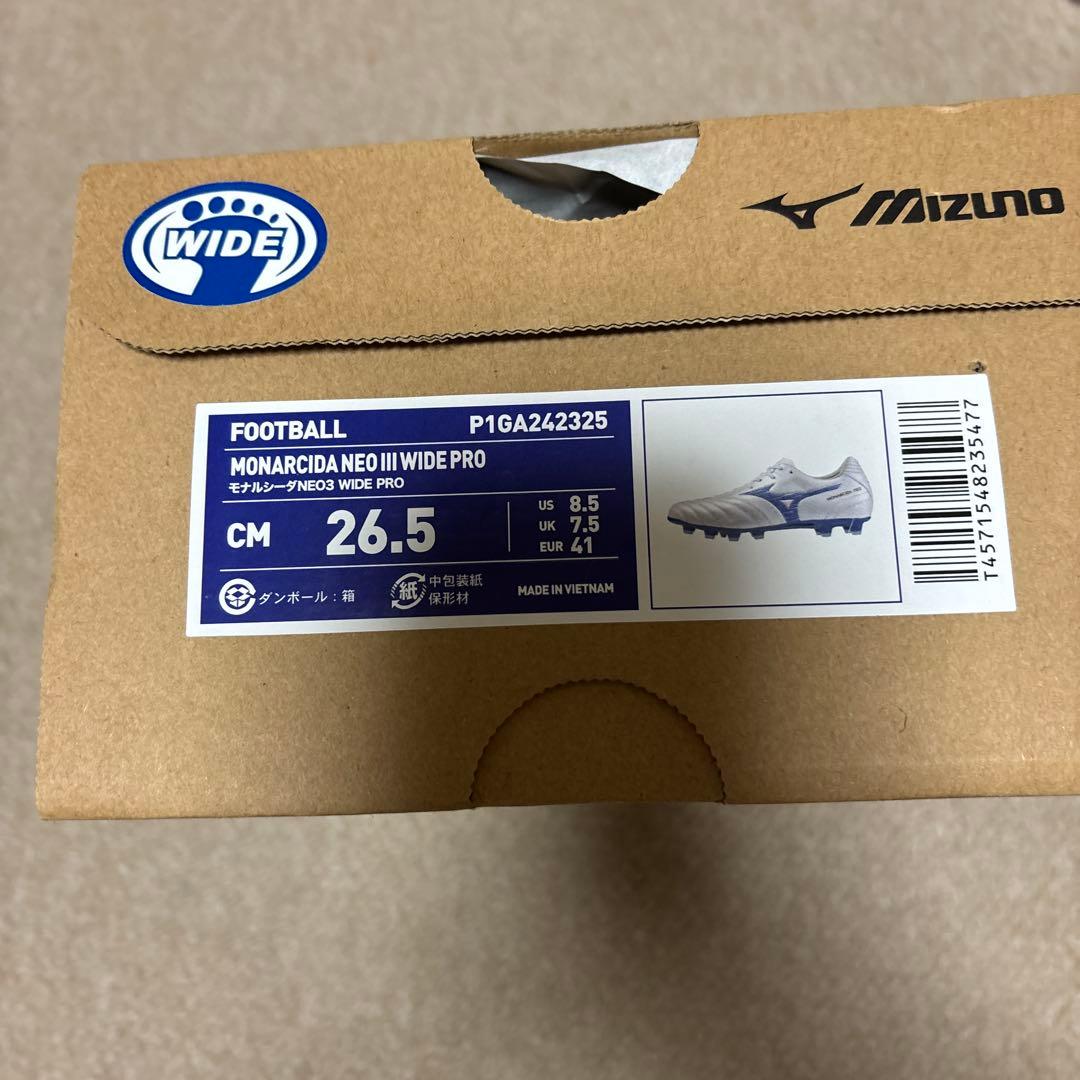 WIDE
MIZUNO
FOOTBALL P1GA242325
MONARCIDA NEO III WIDE PRO
モナルシーダNEO3 WIDE PRO
CM 26.5
US 8.5
UK 7.5
EUR 41
ダンボール : 箱
紙 中包装紙
保形材
MADE IN VIETNAM
T4571548235477